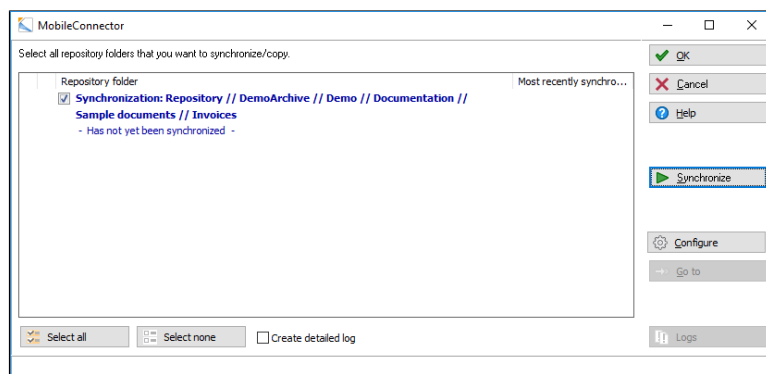 MobileConnector
Select all repository folders that you want to synchronize/copy.
Repository folder
Most recently synchro...
Synchronization: Repository // DemoArchive // Demo // Documentation //
Sample documents // Invoices
- Has not yet been synchronized -
OK
Cancel
Help
Synchronize
Configure
Go to
Logs
Select all
Select none
Create detailed log